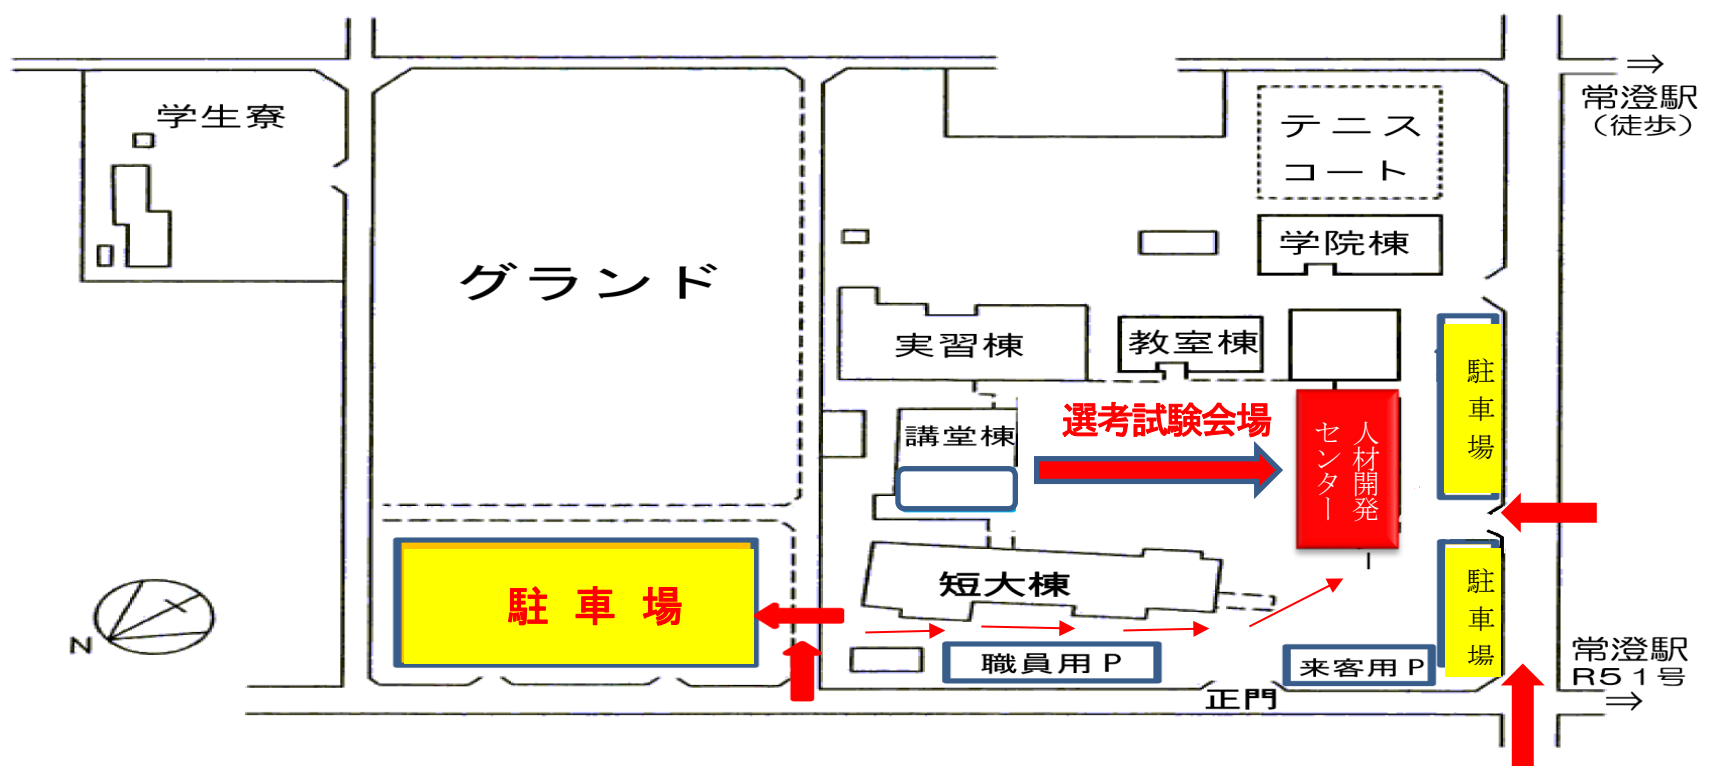 学生寮
常澄駅
（徒歩）
テニス
コート
学院棟
グランド
実習棟
教室棟
駐車場
選考試験会場
講堂棟
人材開発
センター
駐車場
短大棟
駐車場
N
職員用P
来客用P
常澄駅
R51号
正門